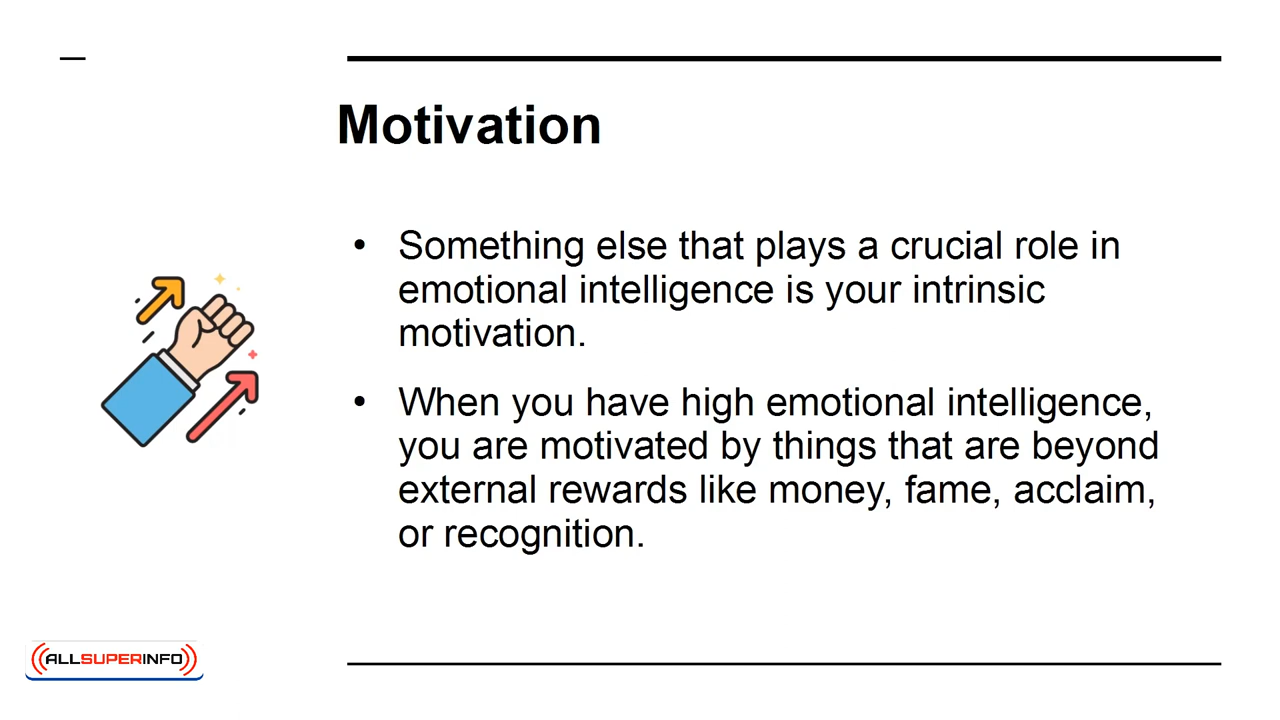 Motivation
• Something else that plays a crucial role in
emotional intelligence is your intrinsic
motivation.
• When you have high emotional intelligence,
you are motivated by things that are beyond
external rewards like money, fame, acclaim,
or recognition.
ALLSUPERINFO